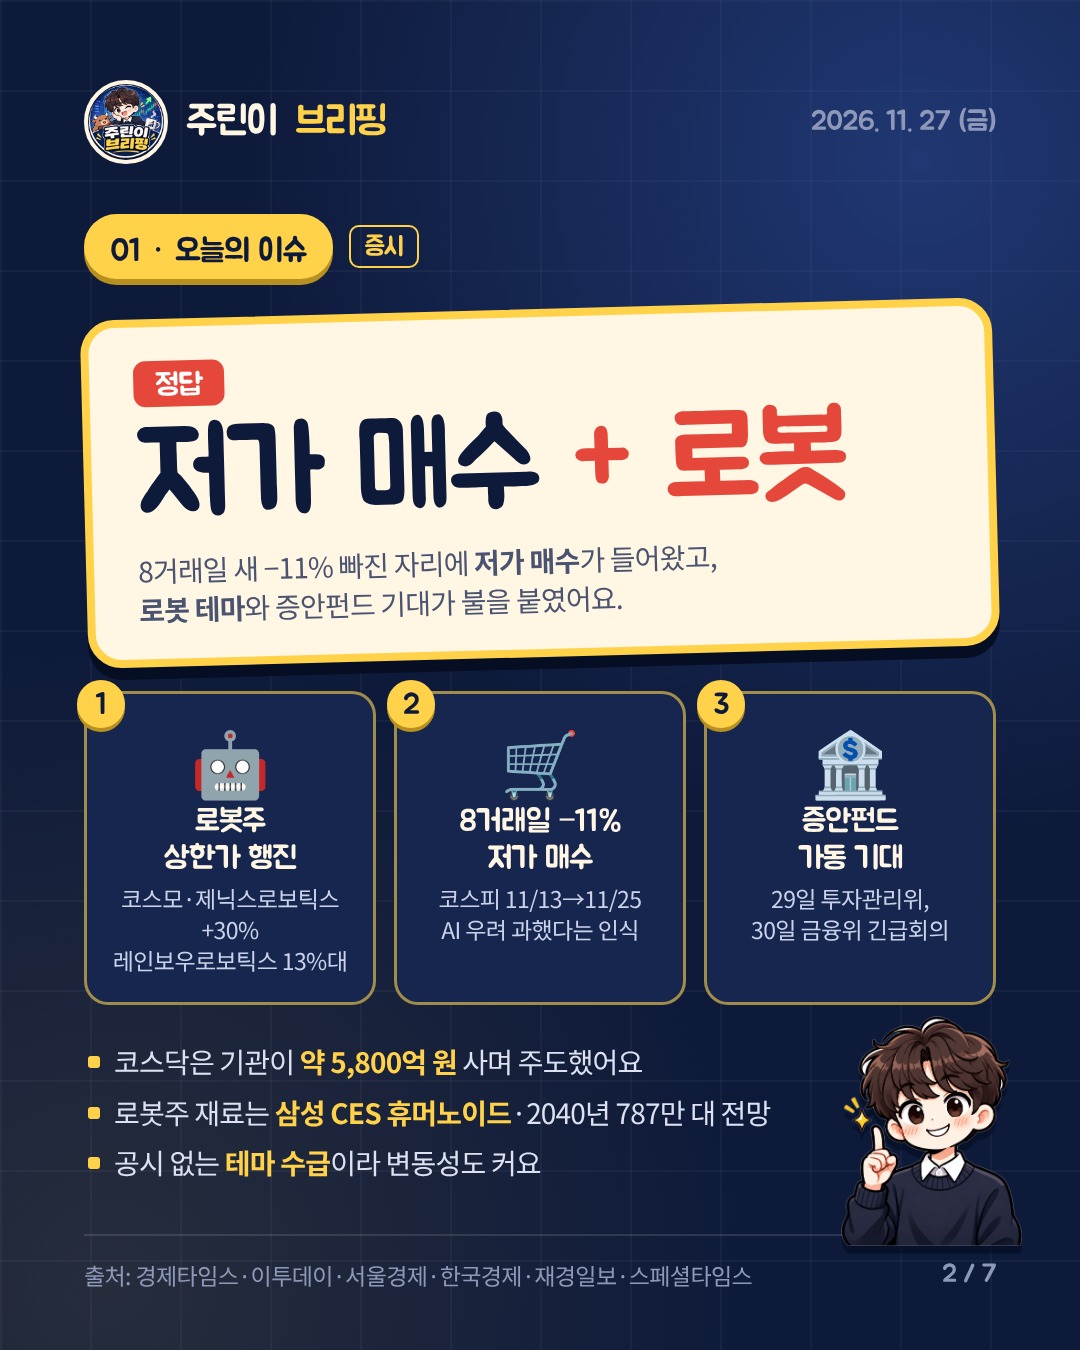 주린이 브리핑
주린이 브리핑
2026. 11. 27 (금)
01 · 오늘의 이슈
증시
정답
저가 매수 + 로봇
8거래일 새 −11% 빠진 자리에 저가 매수가 들어왔고,
로봇 테마와 증안펀드 기대가 불을 붙였어요.
1
로봇주
상한가 행진
코스모·제닉스로보틱스
+30%
레인보우로보틱스 13%대
2
8거래일 −11%
저가 매수
코스피 11/13→11/25
AI 우려 과했다는 인식
3
$
증안펀드
가동 기대
29일 투자관리위,
30일 금융위 긴급회의
코스닥은 기관이 약 5,800억 원 사며 주도했어요
로봇주 재료는 삼성 CES 휴머노이드·2040년 787만 대 전망
공시 없는 테마 수급이라 변동성도 커요
출처: 경제타임스·이투데이·서울경제·한국경제·재경일보·스페셜타임스
2 / 7